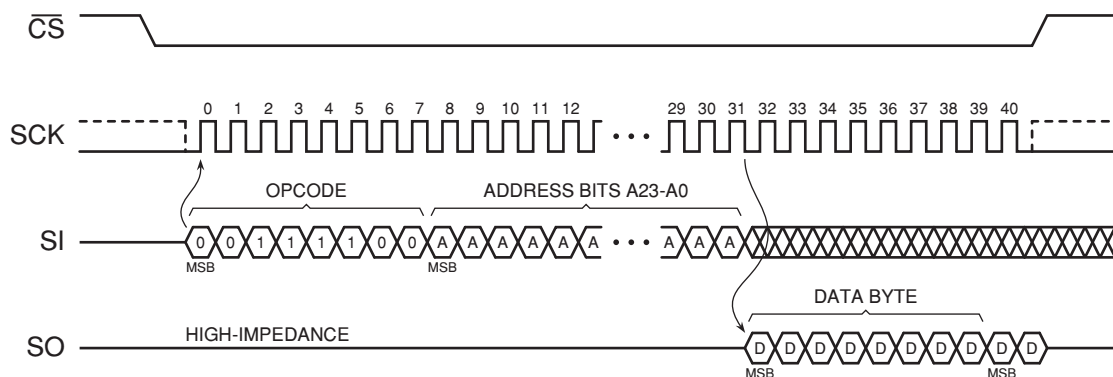 CS
0 1 2 3 4 5 6 7 8 9 10 11 12 29 30 31 32 33 34 35 36 37 38 39 40
SCK
OPCODE ADDRESS BITS A23-A0
SI 0 0 1 1 1 1 0 0 A A A A A A A A A
MSB MSB
DATA BYTE
HIGH-IMPEDANCE
SO D D D D D D D D D D
MSB MSB